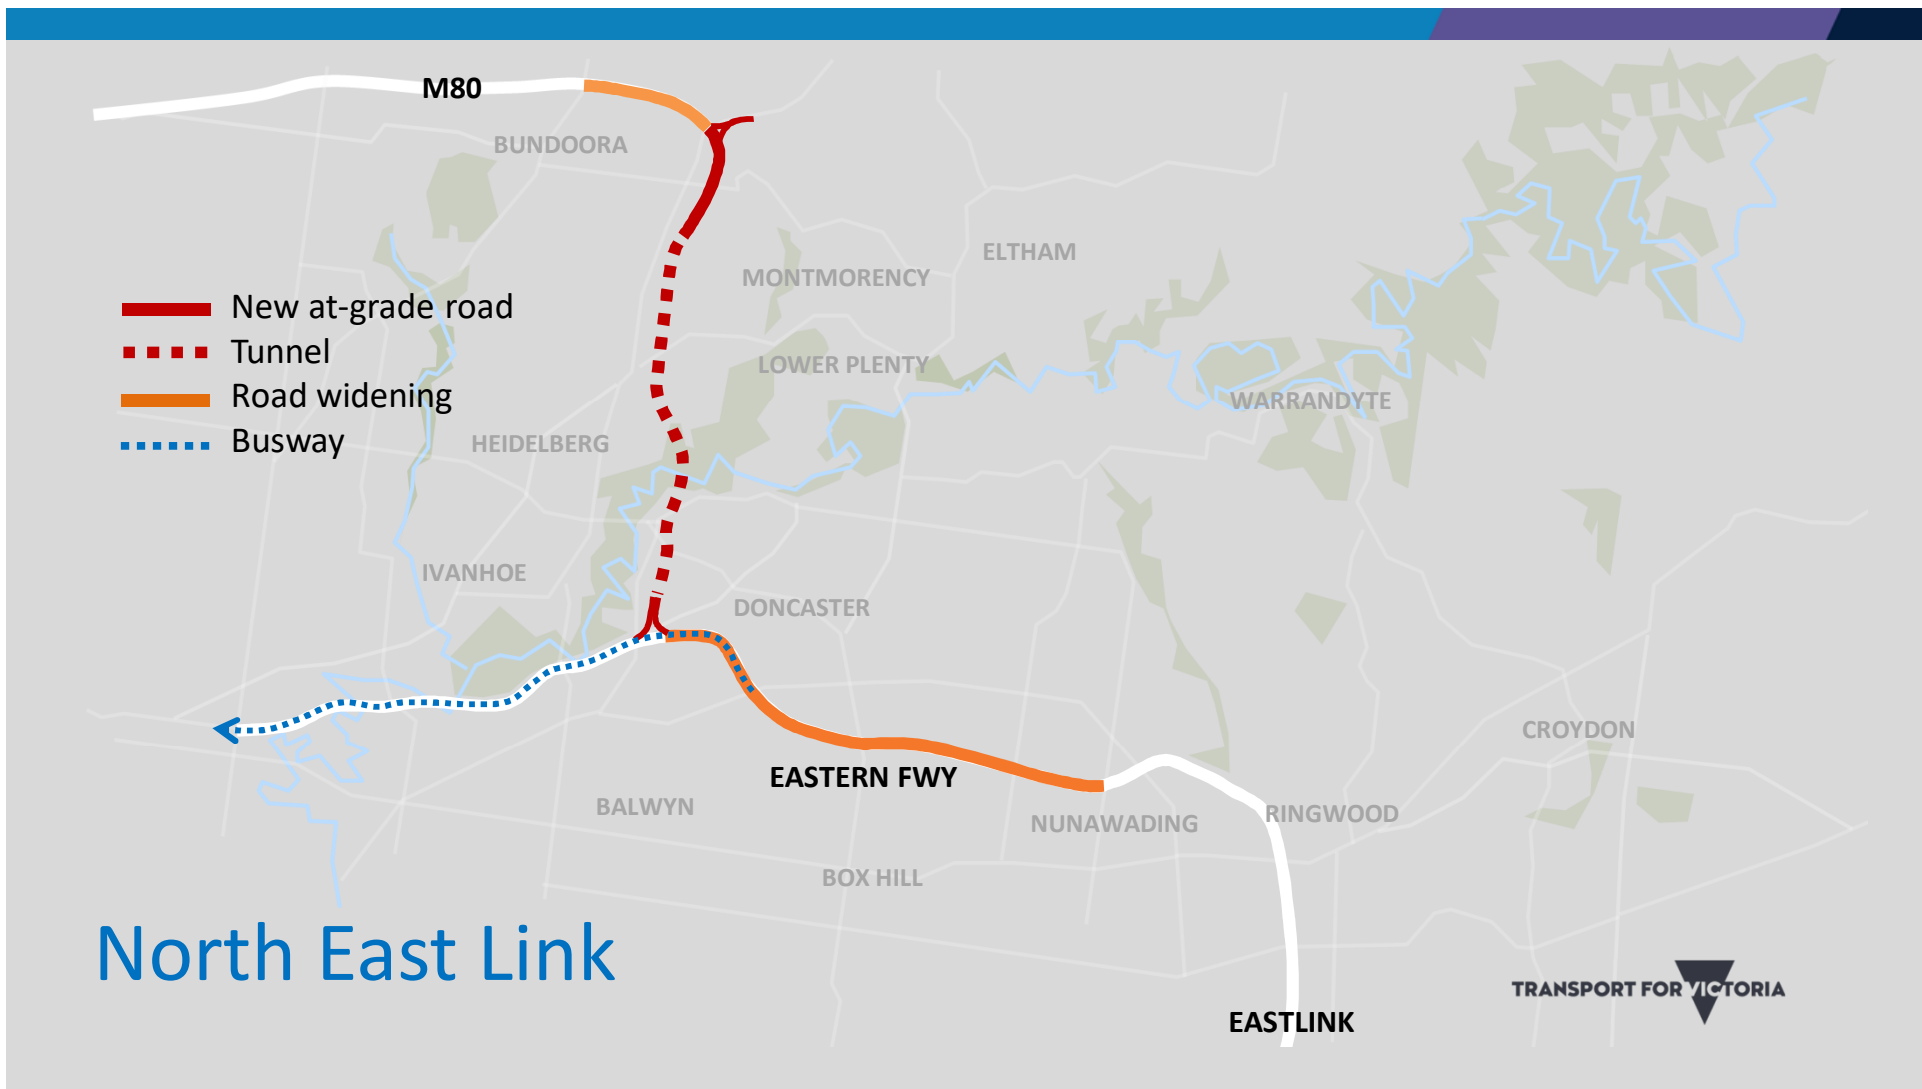 M80
BUNDOORA
ELTHAM
MONTMORENCY
New at-grade road
Tunnel
LOWER PLENTY
Road widening
WARRANDYTE
Busway
HEIDELBERG
IVANHOE
DONCASTER
CROYDON
EASTERN FWY
BALWYN
RINGWOOD
NUNAWADING
BOX HILL
North East Link
TRANSPORT FOR VICTORIA
EASTLINK